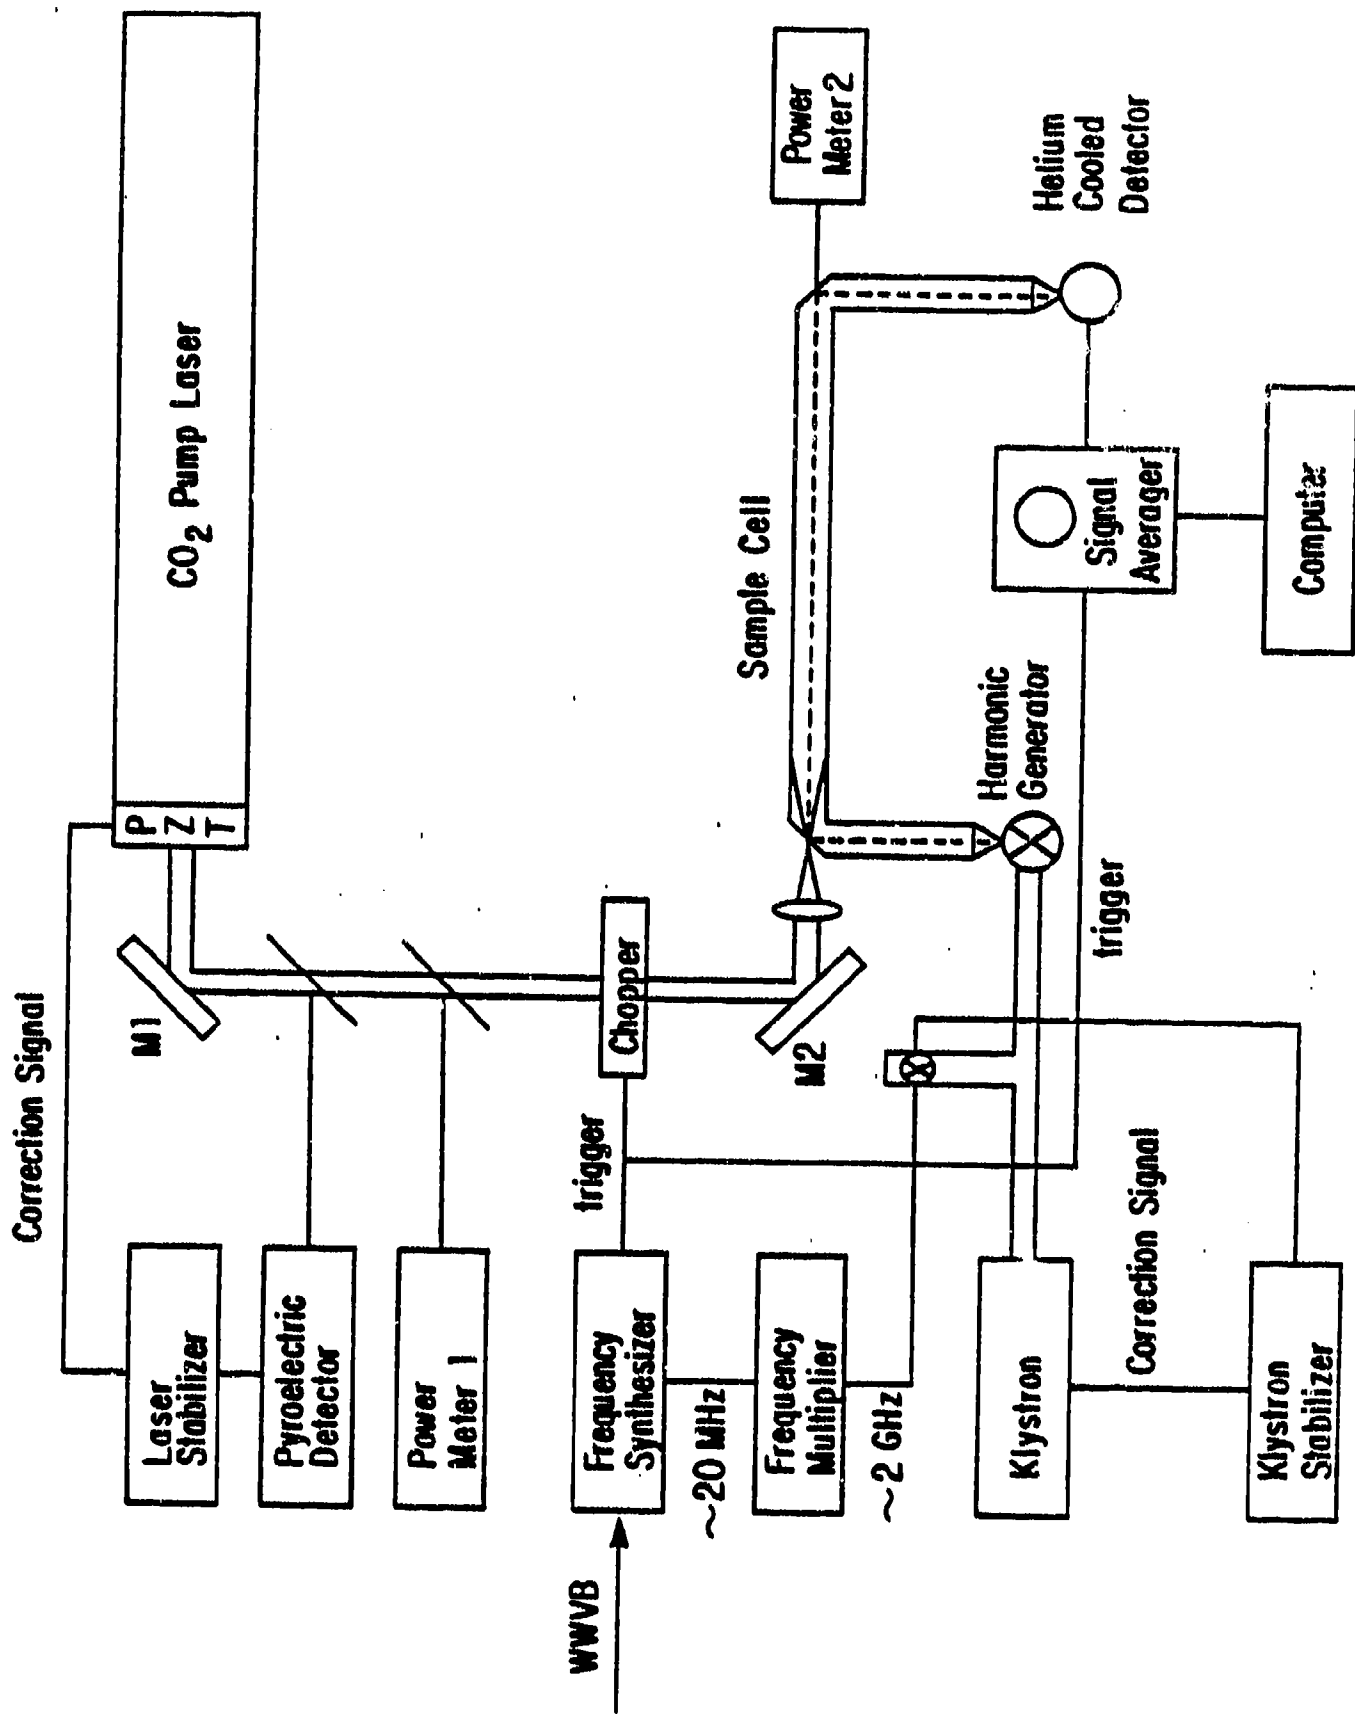 Correction Signal
CO2 Pump Laser
P
Z
T
M1
Laser
Stabilizer
Pyroelectric
Detector
Power
Meter 1
Chopper
trigger
WWVB
Frequency
Synthesizer
~20 MHz
Frequency
Multiplier
~2 GHz
M2
Sample Cell
Power
Meter 2
Helium
Cooled
Detector
Harmonic
Generator
trigger
Signal
Averager
Computer
Klystron
Correction Signal
Klystron
Stabilizer